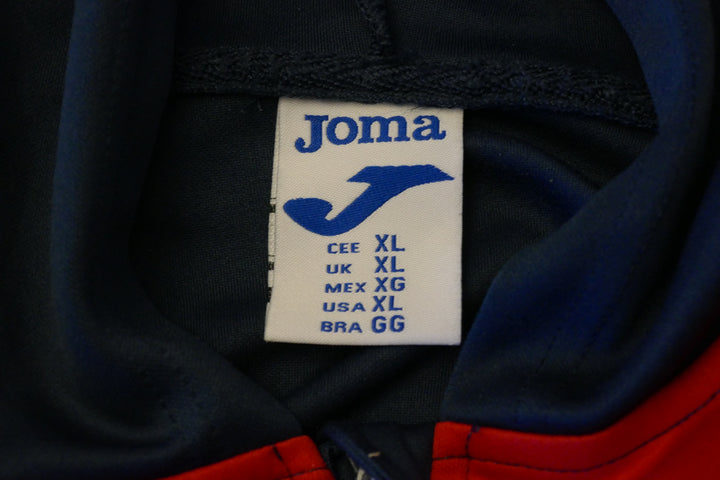 Joma
CEE XL
UK XL
MEX XG
USA XL
BRA GG